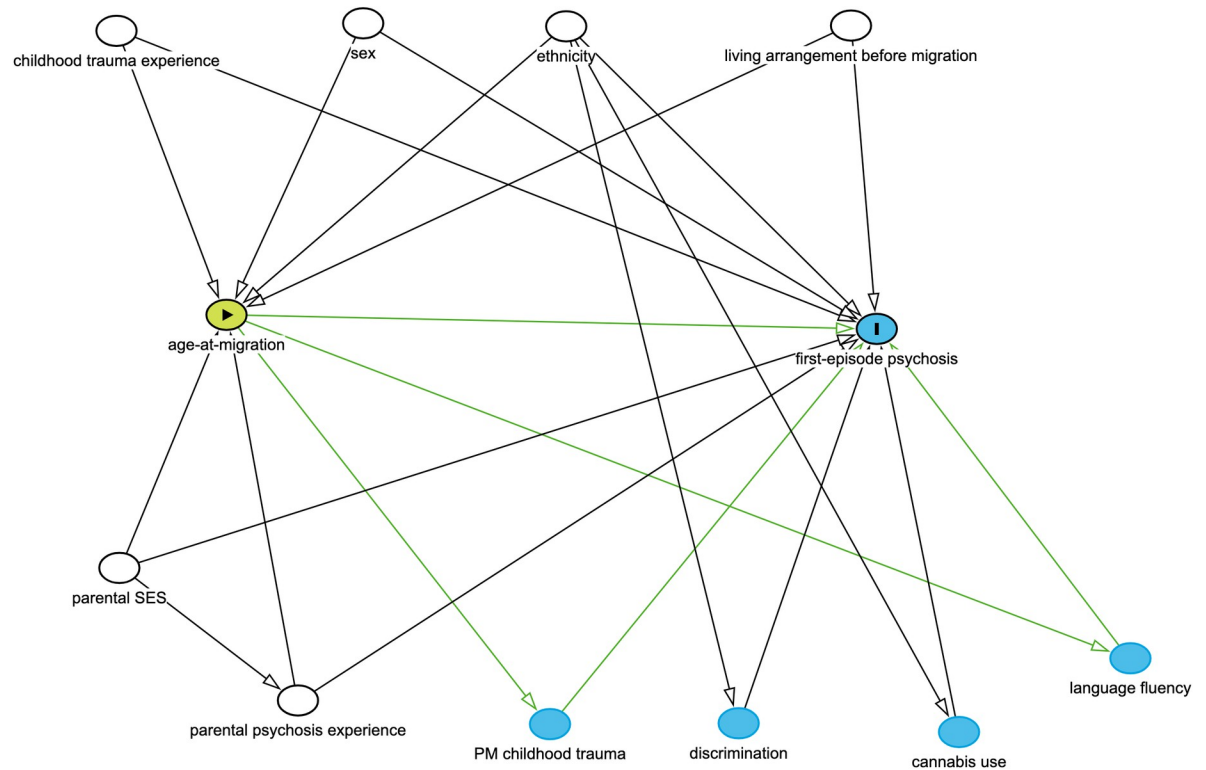 childhood trauma experience
sex
ethnicity
living arrangement before migration
age-at-migration
first-episode psychosis
parental SES
parental psychosis experience
PM childhood trauma
discrimination
cannabis use
language fluency